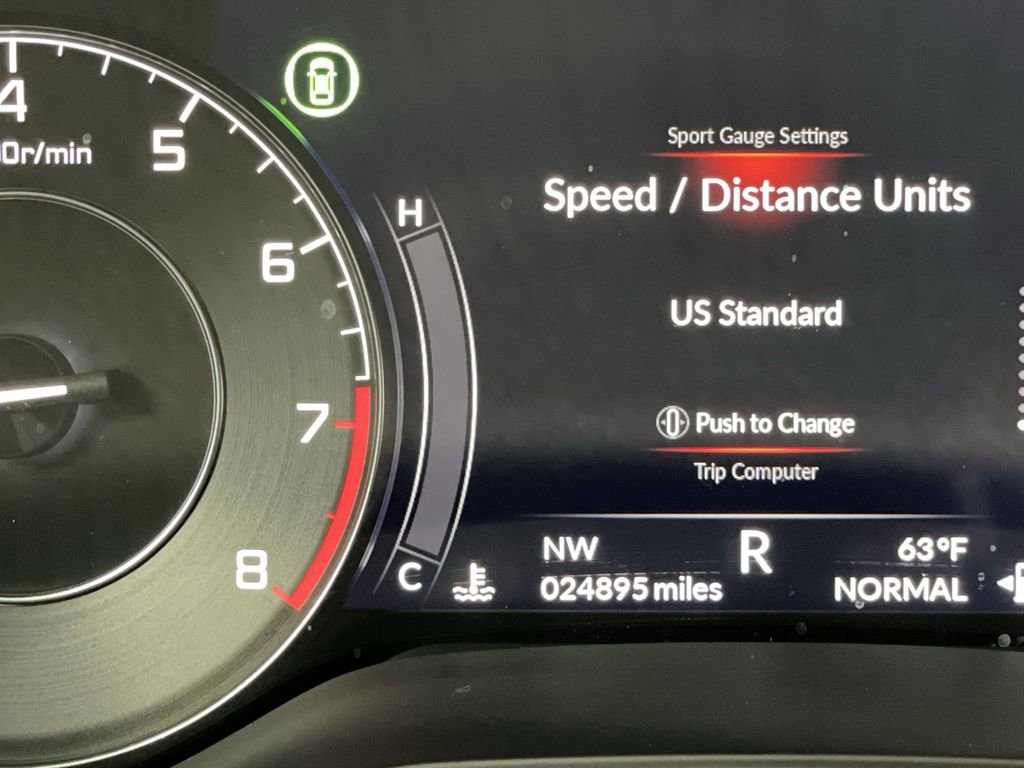 4
5
00r/min
6
7
8
H
C
Sport Gauge Settings
Speed / Distance Units
US Standard
Push to Change
Trip Computer
NW R 63°F
024895 miles NORMAL